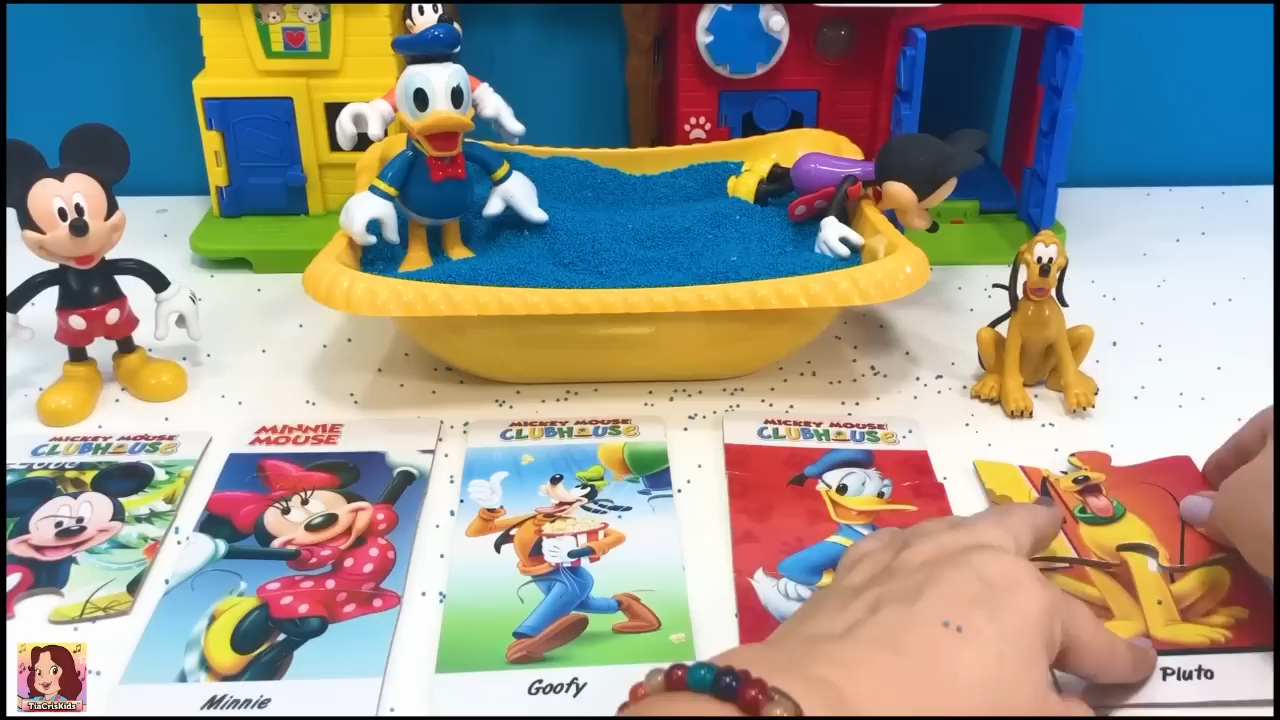 MICKEY MOUSE
CLUBHOUSE
MINNIE
MOUSE
Minnie
MICKEY MOUSE
CLUBHOUSE
Goofy
MICKEY MOUSE
CLUBHOUSE
Pluto
TiaCrisKids